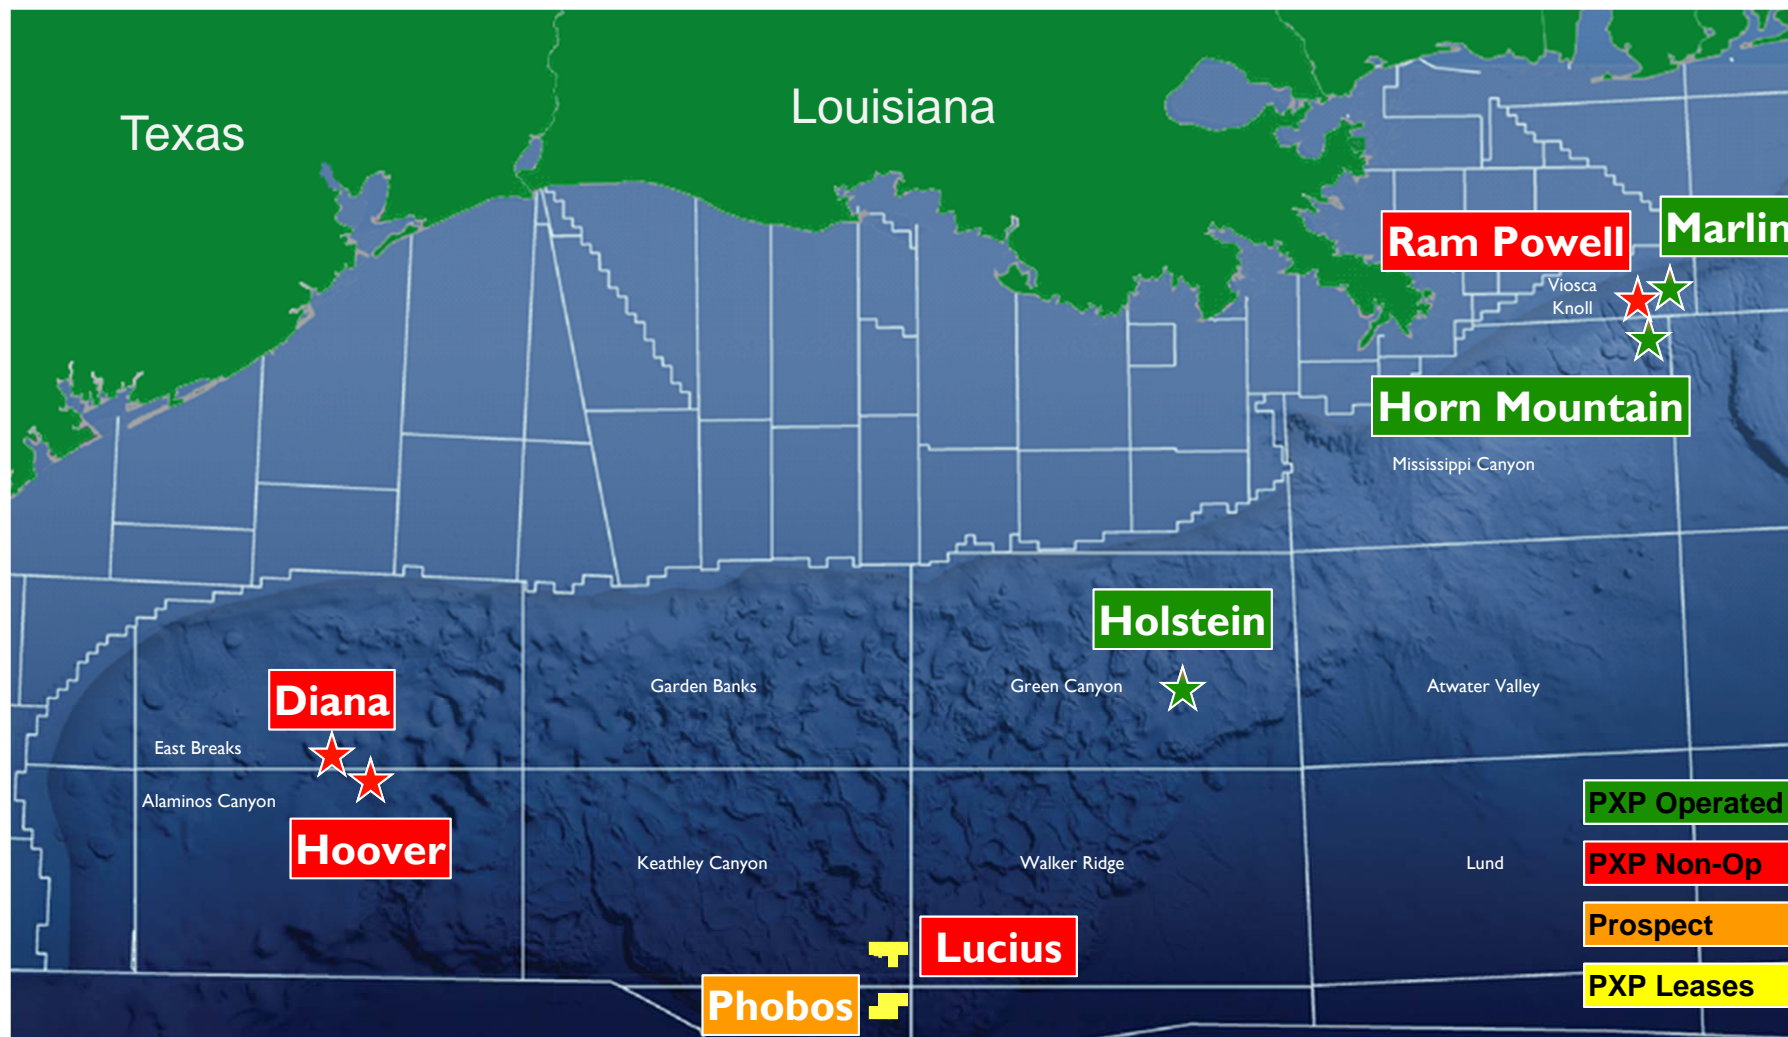 Texas
Louisiana
Ram Powell
Marlin
Viosca
Knoll
Horn Mountain
Mississippi Canyon
Holstein
Diana
Garden Banks
Green Canyon
Atwater Valley
East Breaks
Alaminos Canyon
Hoover
Keathley Canyon
Walker Ridge
Lund
Lucius
Phobos
PXP Operated
PXP Non-Op
Prospect
PXP Leases